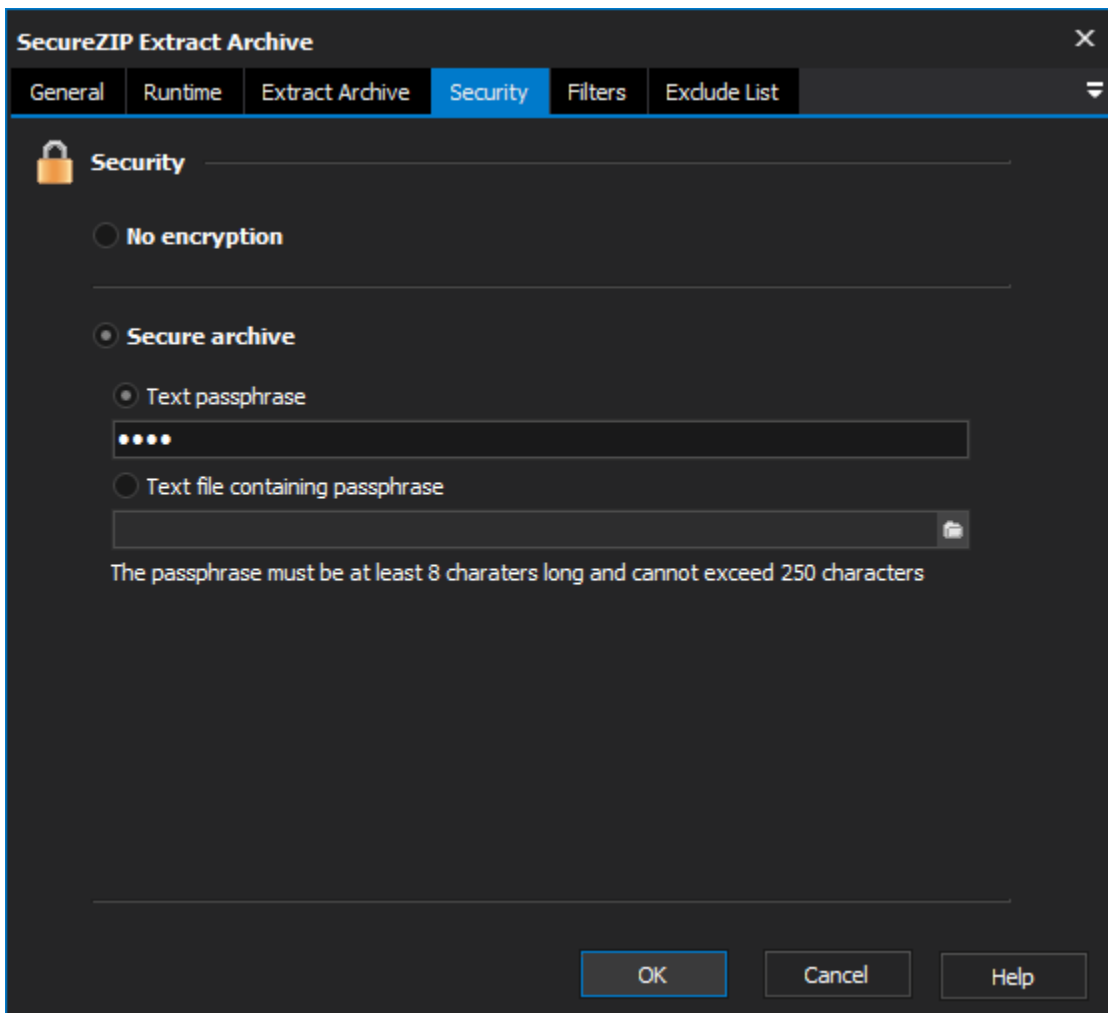 SecureZIP Extract Archive
General Runtime Extract Archive Security Filters Exclude List
Security
No encryption
Secure archive
Text passphrase
••••
Text file containing passphrase
The passphrase must be at least 8 charaters long and cannot exceed 250 characters
OK Cancel Help